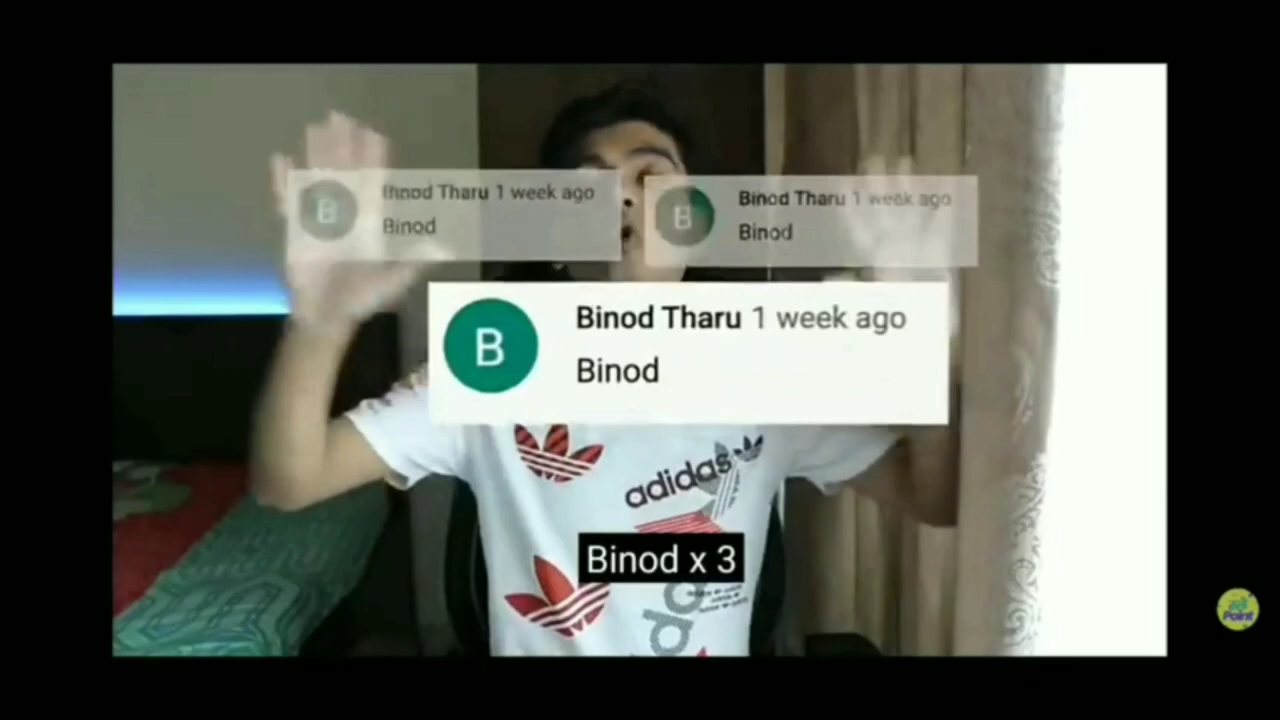 Binod Tharu 1 week ago
Binod
Binod Tharu 1 week ago
Binod
B
Binod Tharu 1 week ago
Binod
B
B
adidas
Binod x 3
Point